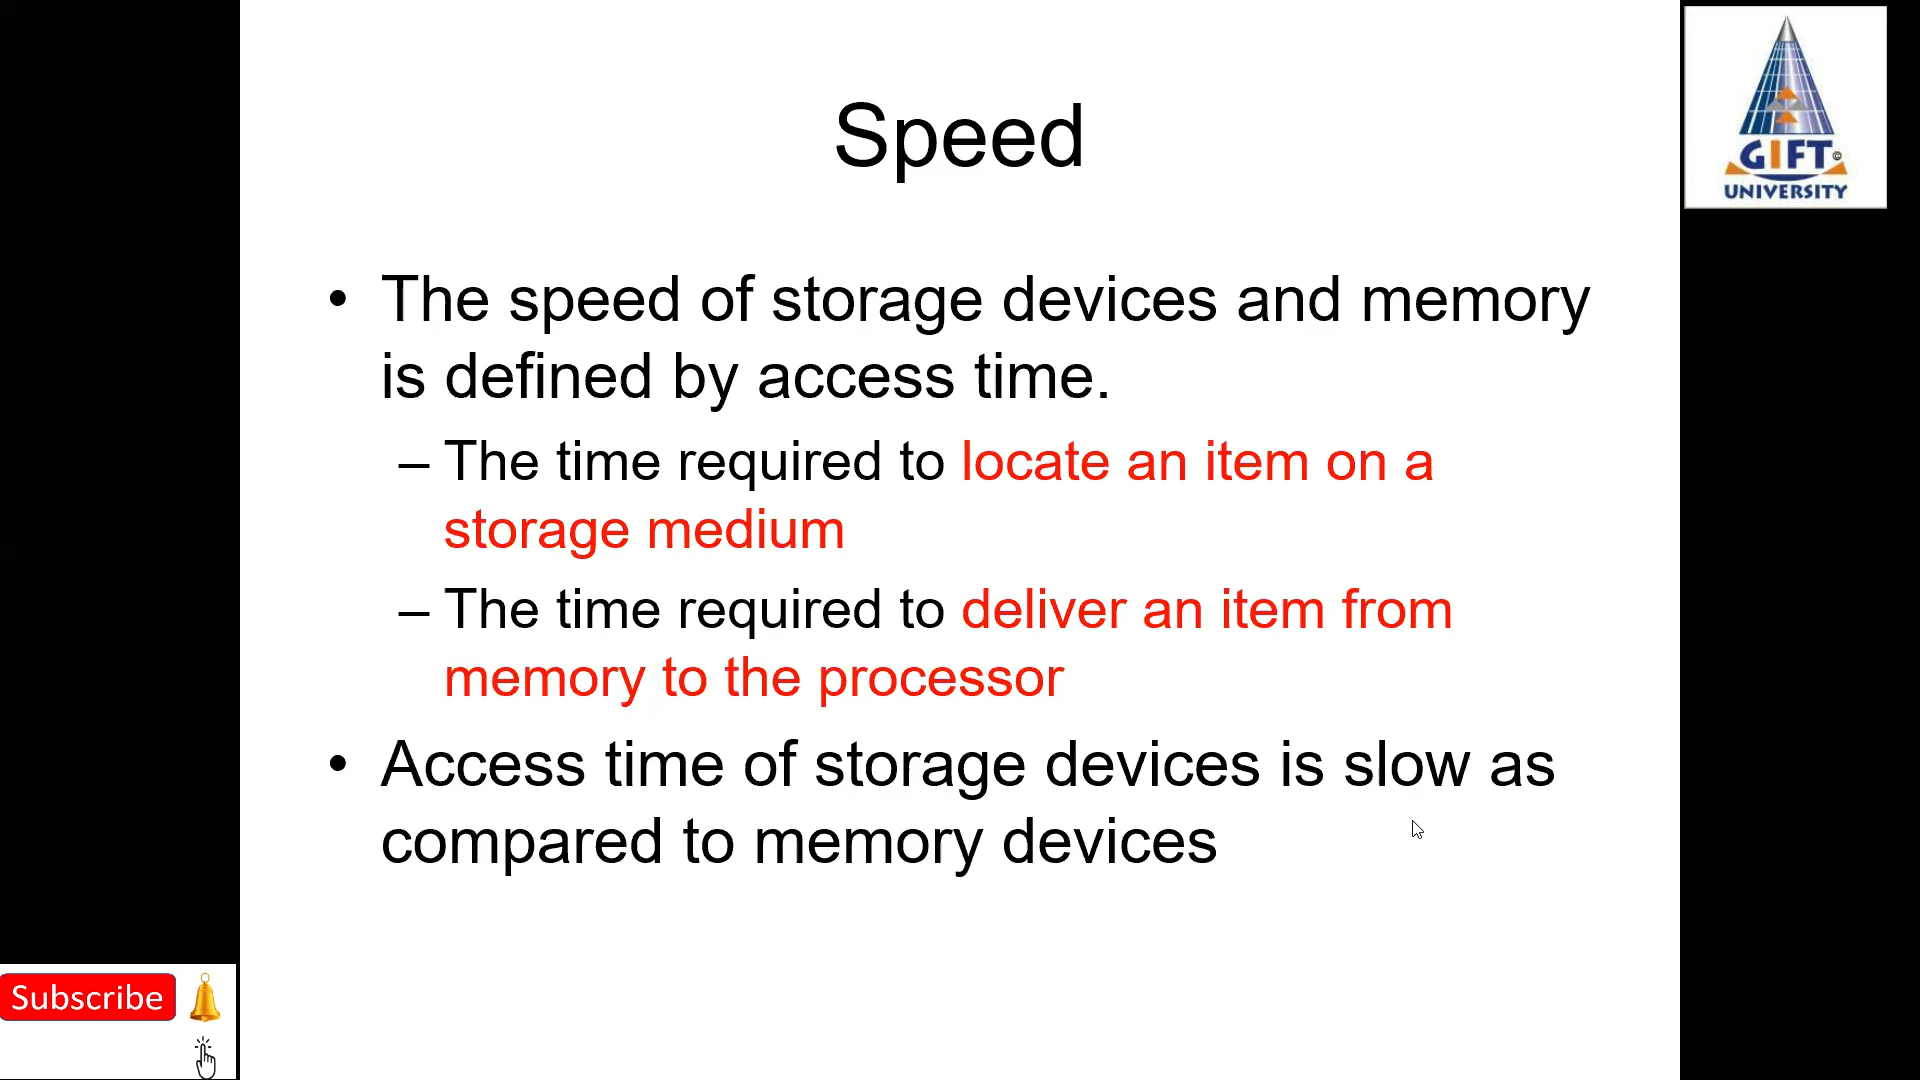 Speed
GIFT
UNIVERSITY
• The speed of storage devices and memory
is defined by access time.
– The time required to locate an item on a
storage medium
– The time required to deliver an item from
memory to the processor
• Access time of storage devices is slow as
compared to memory devices
Subscribe